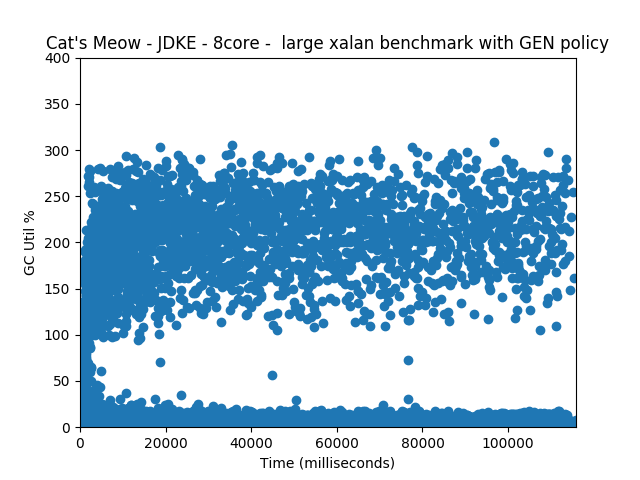 Cat's Meow - JDKE - 8core -  large xalan benchmark with GEN policy
400
350
300
250
200
150
100
50
0
GC Util %
0 20000 40000 60000 80000 100000
Time (milliseconds)